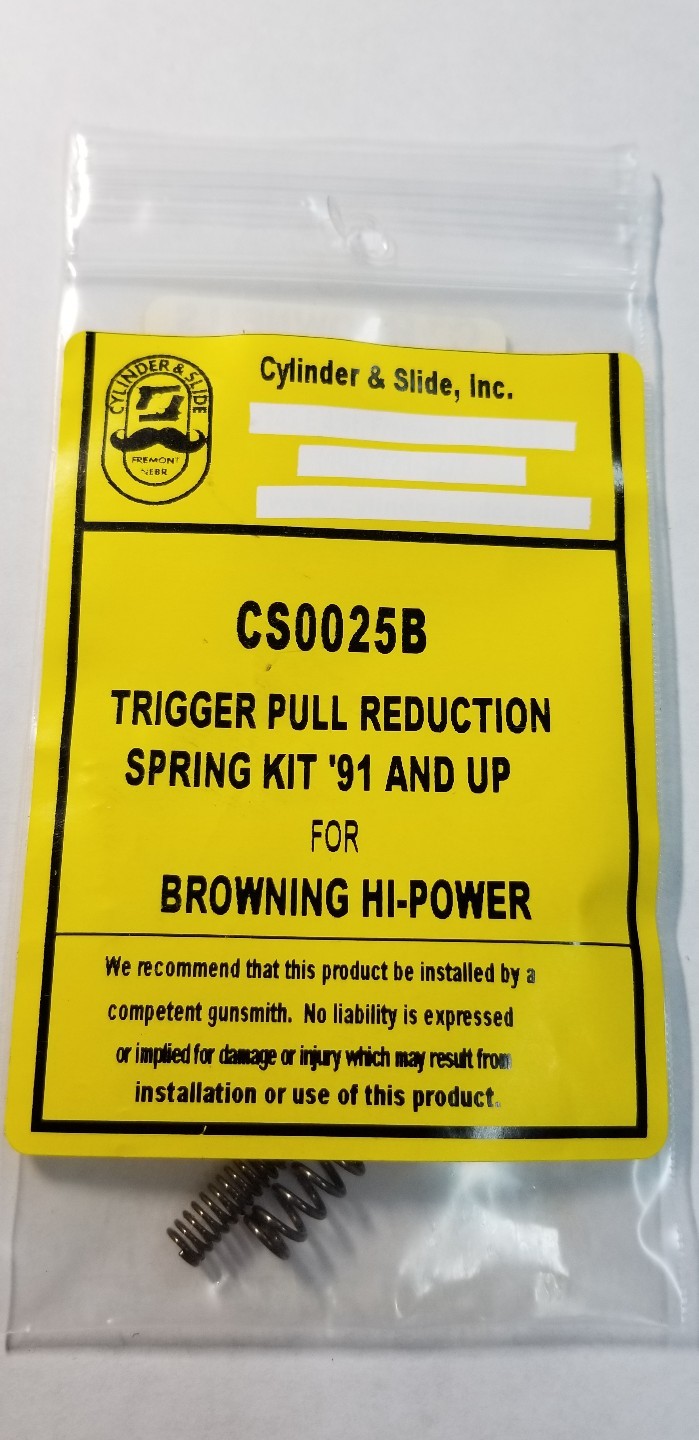 CYLINDER & SLIDE
FREMONT
NEBR
Cylinder & Slide, Inc.
CS0025B
TRIGGER PULL REDUCTION
SPRING KIT '91 AND UP
FOR
BROWNING HI-POWER
We recommend that this product be installed by a
competent gunsmith. No liability is expressed
or implied for damage or injury which may result from
installation or use of this product.